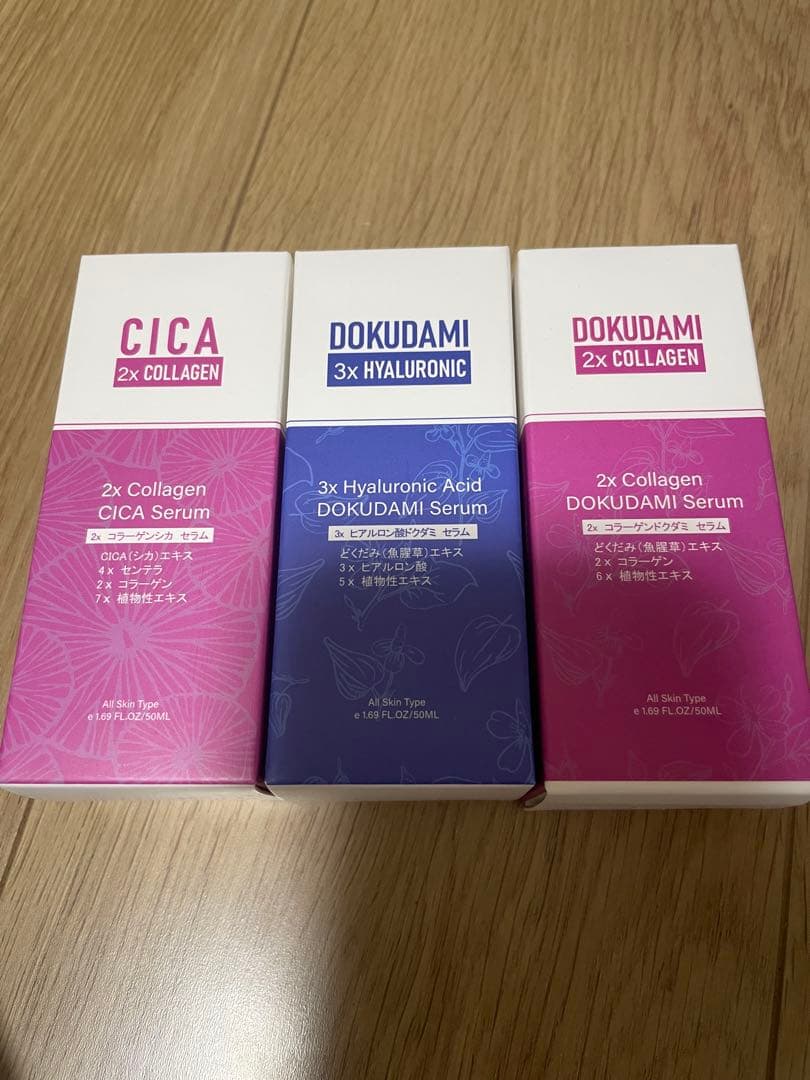 CICA
2x COLLAGEN
2x Collagen
CICA Serum
2x コラーゲンシカ セラム
CICA(シカ)エキス
4x センテラ
2x コラーゲン
7x 植物性エキス
All Skin Type
e 1.69 FL.OZ/50ML
DOKUDAMI
3x HYALURONIC
3x Hyaluronic Acid
DOKUDAMI Serum
3x ヒアルロン酸ドクダミ セラム
どくだみ(魚腥草)エキス
3x ヒアルロン酸
5x 植物性エキス
All Skin Type
e 1.69 FL.OZ/50ML
DOKUDAMI
2x COLLAGEN
2x Collagen
DOKUDAMI Serum
2x コラーゲンドクダミ セラム
どくだみ(魚腥草)エキス
2x コラーゲン
6x 植物性エキス
All Skin Type
e 1.69 FL.OZ/50ML